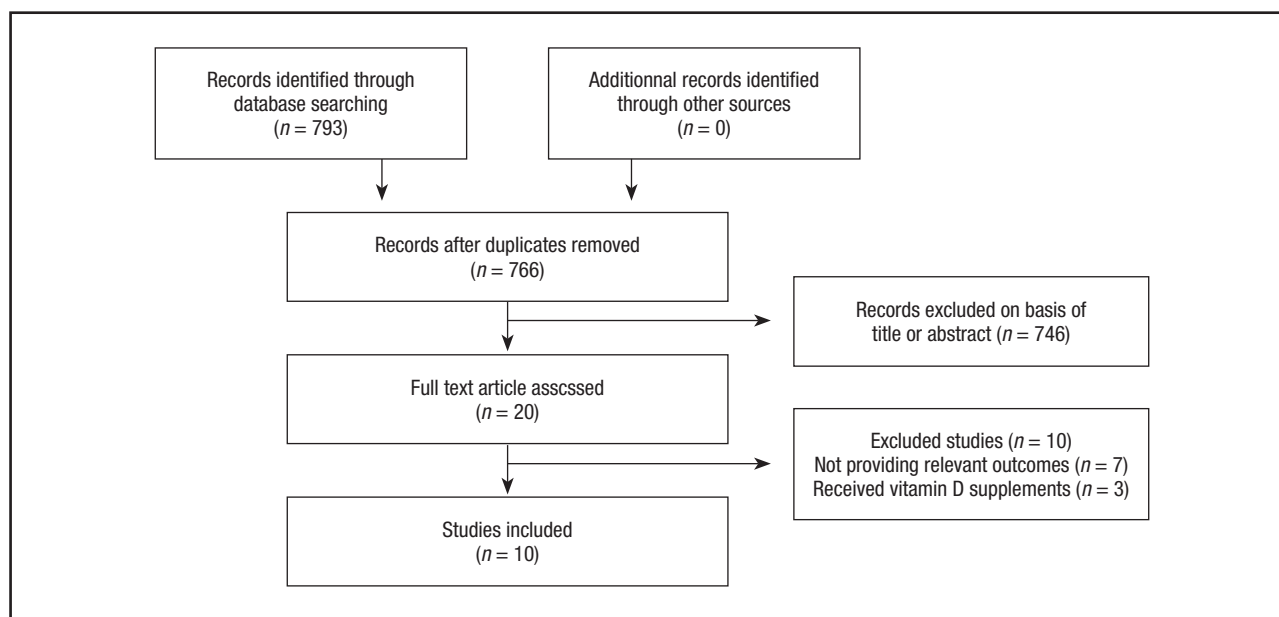 Records identified through
database searching
(n = 793)
Additionnal records identified
through other sources
(n = 0)
Records after duplicates removed
(n = 766)
Records excluded on basis of
title or abstract (n = 746)
Full text article asscssed
(n = 20)
Excluded studies (n = 10)
Not providing relevant outcomes (n = 7)
Received vitamin D supplements (n = 3)
Studies included
(n = 10)